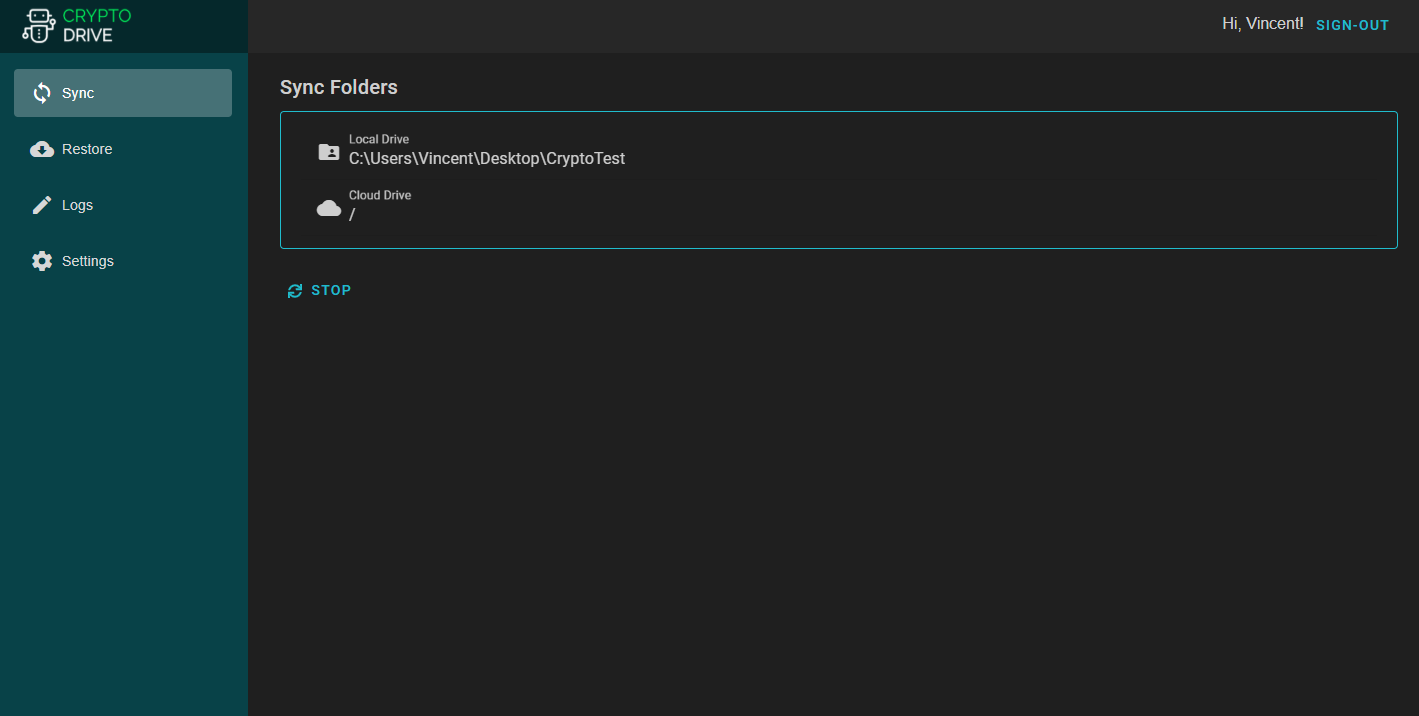 CRYPTO
DRIVE
Hi, Vincent! SIGN-OUT
Sync
Restore
Logs
Settings
Sync Folders
Local Drive
C:\Users\Vincent\Desktop\CryptoTest
Cloud Drive
/
STOP